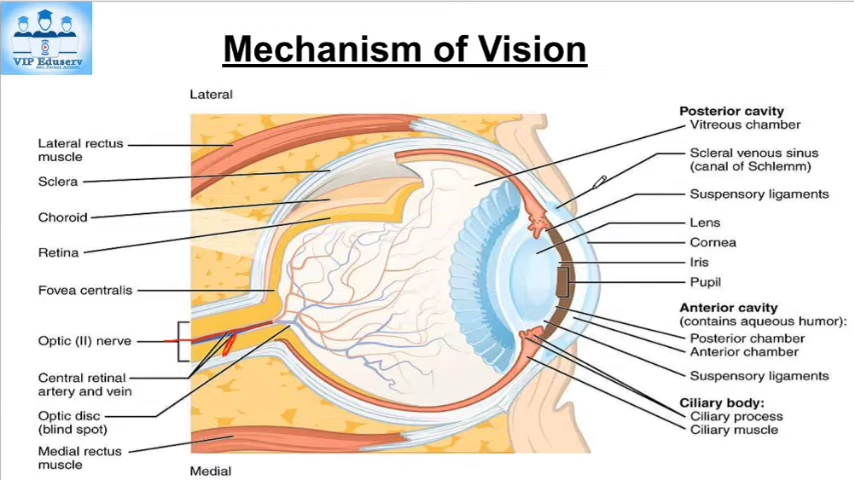 VIP Eduserv
Mechanism of Vision
Lateral
Lateral rectus
muscle
Sclera
Choroid
Retina
Fovea centralis
Optic (II) nerve
Central retinal
artery and vein
Optic disc
(blind spot)
Medial rectus
muscle
Medial
Posterior cavity
Vitreous chamber
Scleral venous sinus
(canal of Schlemm)
Suspensory ligaments
Lens
Cornea
Iris
Pupil
Anterior cavity
(contains aqueous humor):
Posterior chamber
Anterior chamber
Suspensory ligaments
Ciliary body:
Ciliary process
Ciliary muscle